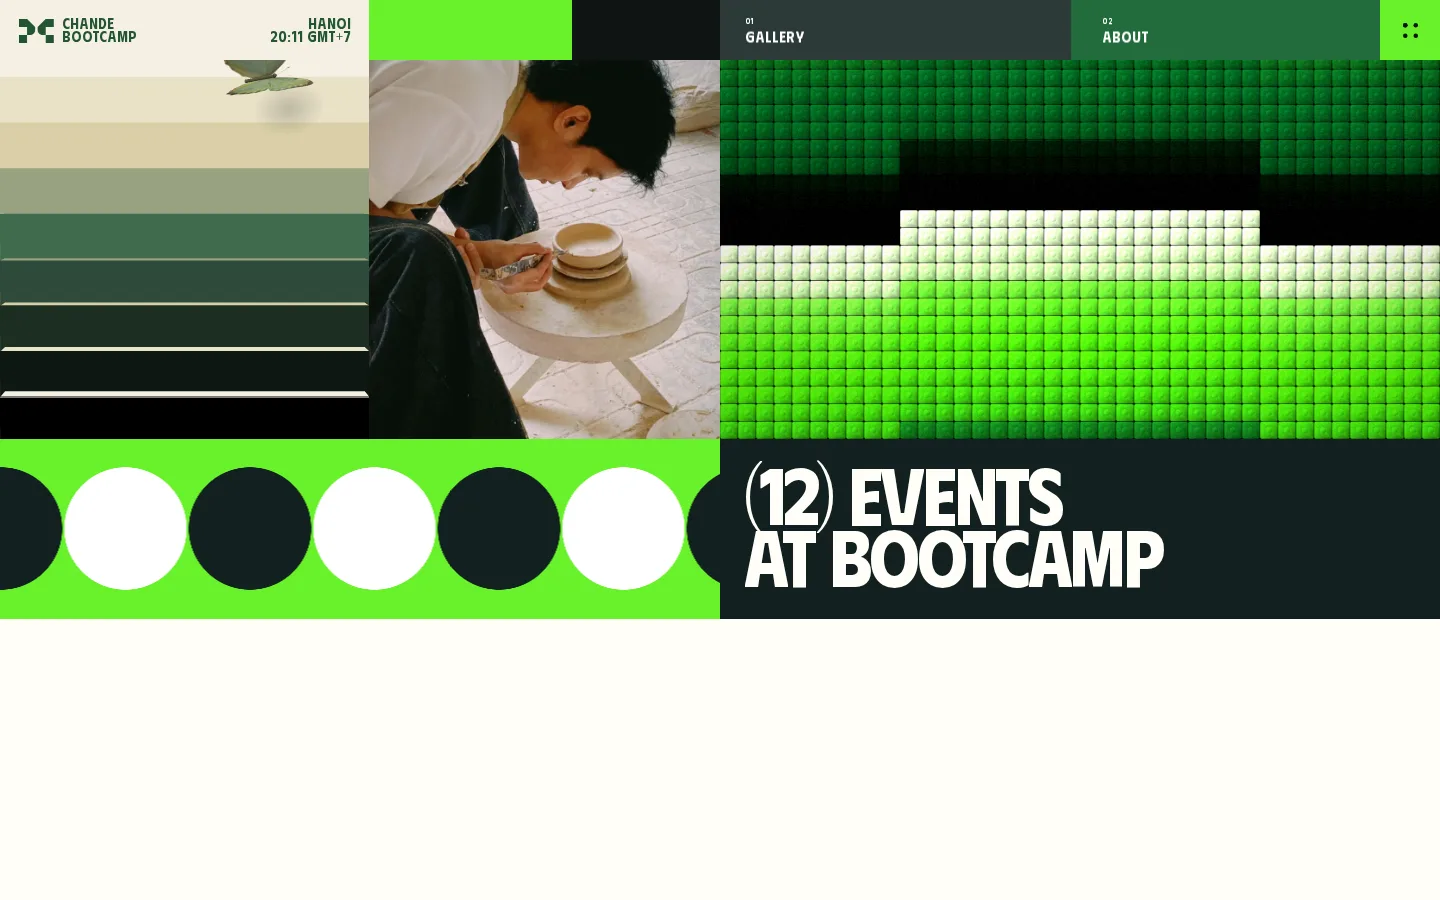 CHANDE
BOOTCAMP
HANOI
20:11 GMT+7
01
GALLERY
02
ABOUT
(12) EVENTS
AT BOOTCAMP